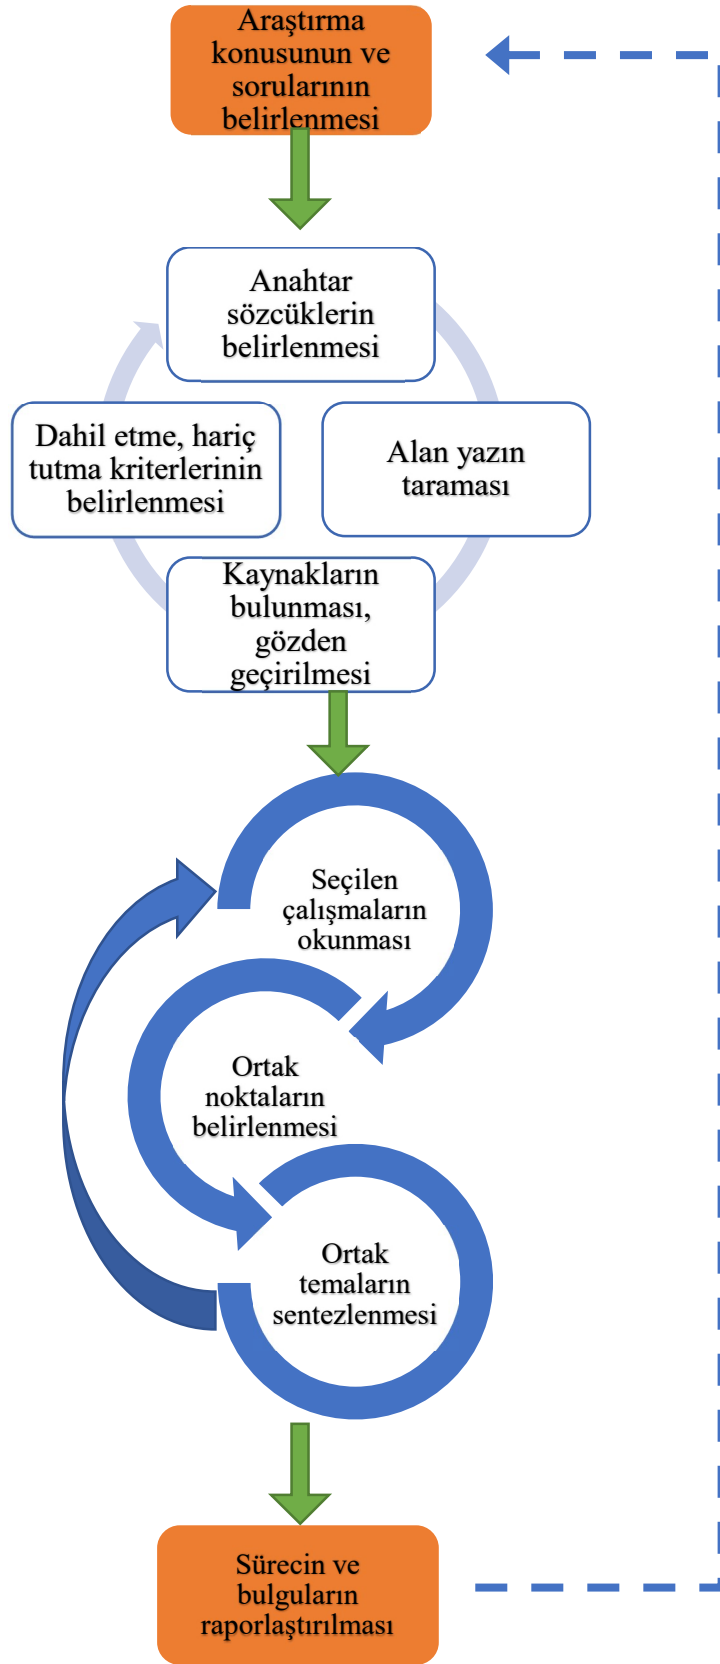 Araştırma
konusunun ve
sorularının
belirlenmesi
Anahtar
sözcüklerin
belirlenmesi
Dahil etme, hariç
tutma kriterlerinin
belirlenmesi
Alan yazın
taraması
Kaynakların
bulunması,
gözden
geçirilmesi
Seçilen
çalışmaların
okunması
Ortak
noktaların
belirlenmesi
Ortak
temaların
sentezlenmesi
Sürecin ve
bulguların
raporlaştırılması